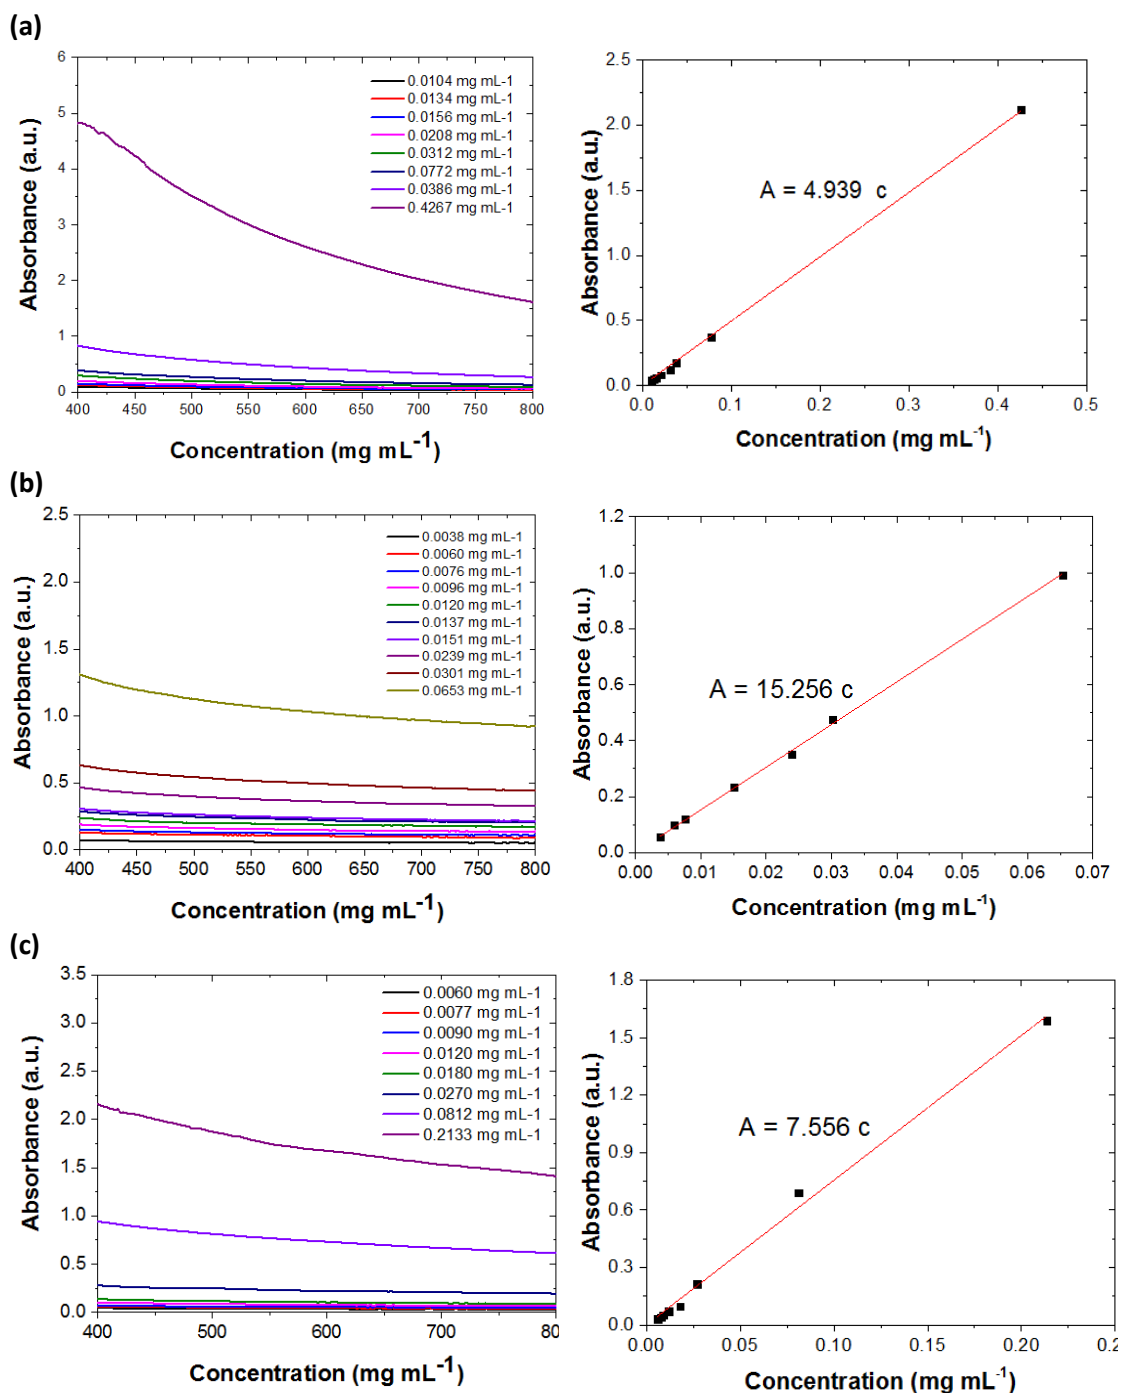 (a)
6
5
4
3
2
1
0
400 450 500 550 600 650 700 750 800
Absorbance (a.u.)
Concentration (mg mL-1)
0.0104 mg mL-1
0.0134 mg mL-1
0.0156 mg mL-1
0.0208 mg mL-1
0.0312 mg mL-1
0.0772 mg mL-1
0.0386 mg mL-1
0.4267 mg mL-1
2.5
2.0
1.5
1.0
0.5
0.0
0.0 0.1 0.2 0.3 0.4 0.5
Absorbance (a.u.)
Concentration (mg mL-1)
A = 4.939 c
(b)
2.5
2.0
1.5
1.0
0.5
0.0
400 450 500 550 600 650 700 750 800
Absorbance (a.u.)
Concentration (mg mL-1)
0.0038 mg mL-1
0.0060 mg mL-1
0.0076 mg mL-1
0.0096 mg mL-1
0.0120 mg mL-1
0.0137 mg mL-1
0.0151 mg mL-1
0.0239 mg mL-1
0.0301 mg mL-1
0.0653 mg mL-1
1.2
1.0
0.8
0.6
0.4
0.2
0.0
0.00 0.01 0.02 0.03 0.04 0.05 0.06 0.07
Absorbance (a.u.)
Concentration (mg mL-1)
A = 15.256 c
(c)
3.5
3.0
2.5
2.0
1.5
1.0
0.5
0.0
400 500 600 700 80
Absorbance (a.u.)
Concentration (mg mL-1)
0.0060 mg mL-1
0.0077 mg mL-1
0.0090 mg mL-1
0.0120 mg mL-1
0.0180 mg mL-1
0.0270 mg mL-1
0.0812 mg mL-1
0.2133 mg mL-1
1.8
1.5
1.2
0.9
0.6
0.3
0.0
0.00 0.05 0.10 0.15 0.20 0.2
Absorbance (a.u.)
Concentration (mg mL-1)
A = 7.556 c